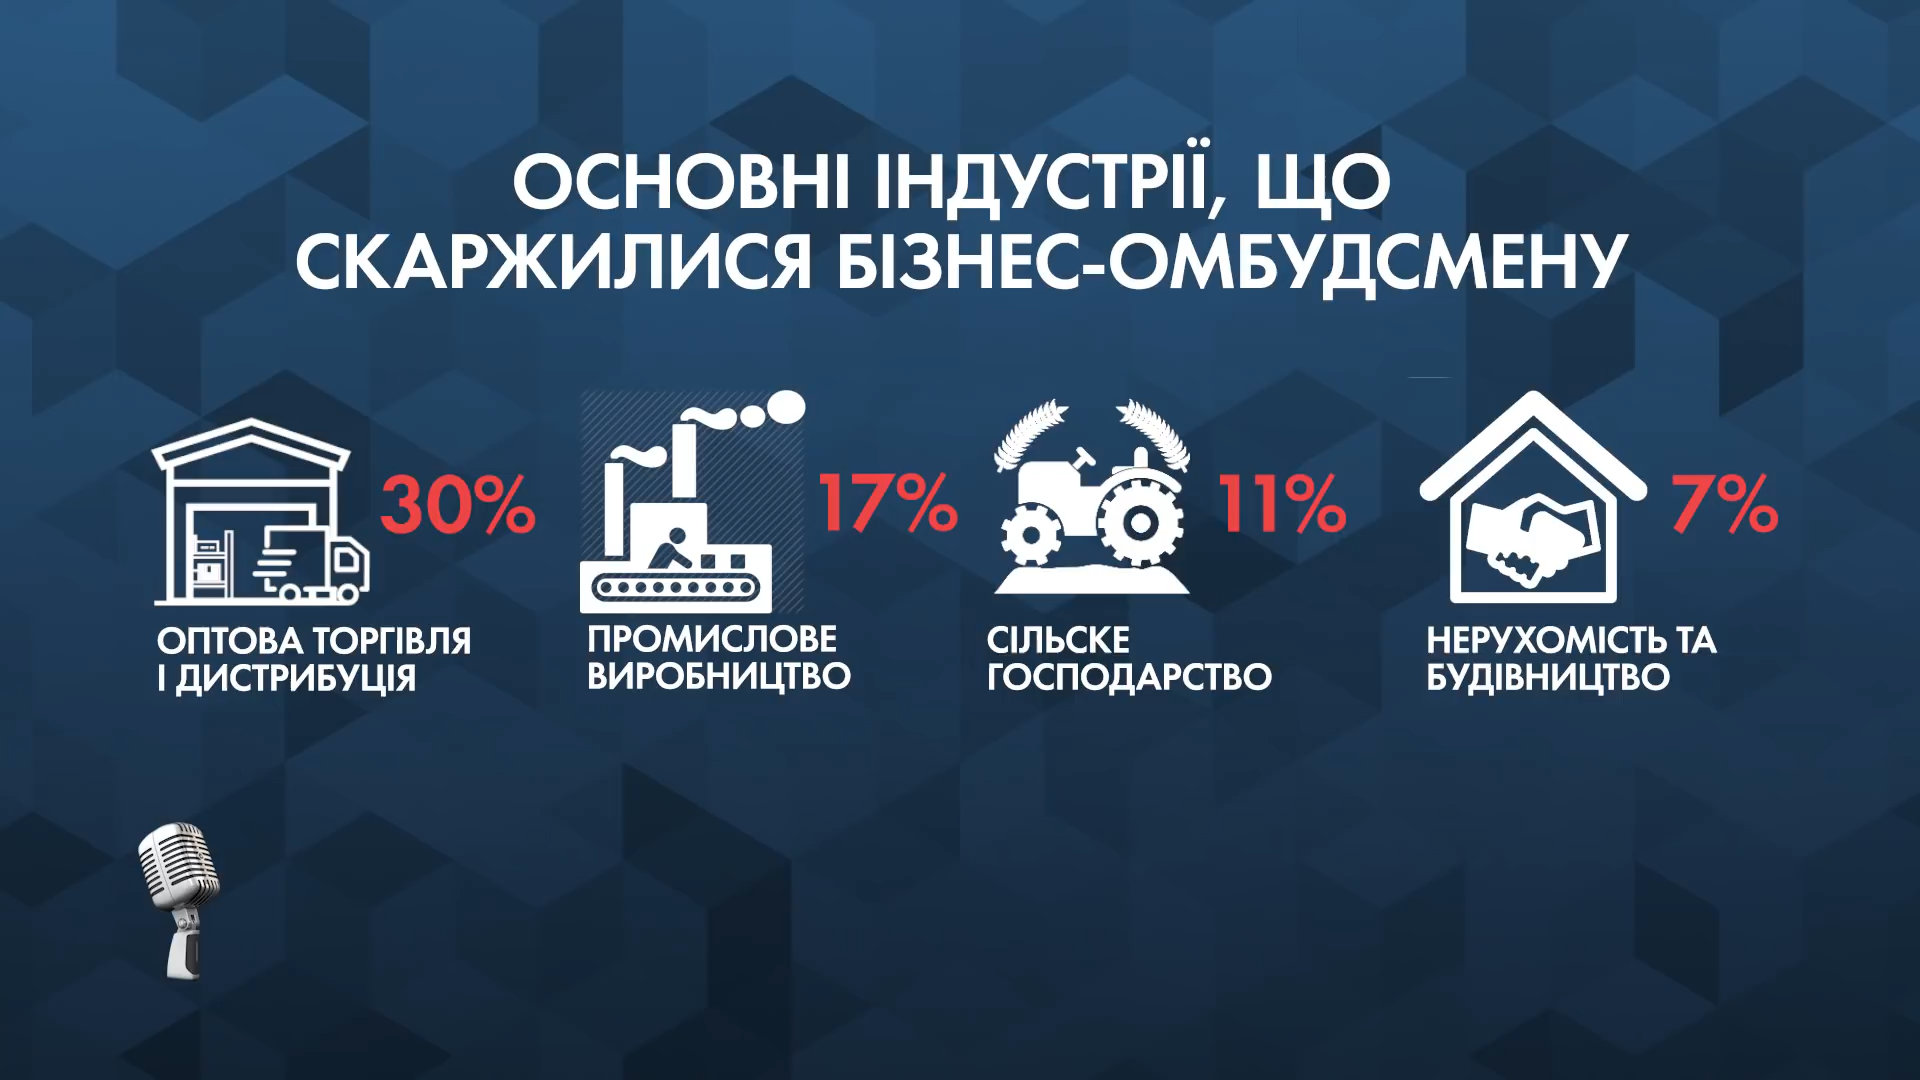 ОСНОВНІ ІНДУСТРІЇ, ЩО
СКАРЖИЛИСЯ БІЗНЕС-ОМБУДСМЕНУ
30%
ОПТОВА ТОРГІВЛЯ
І ДИСТРИБУЦІЯ
17%
ПРОМИСЛОВЕ
ВИРОБНИЦТВО
11%
СІЛЬСКЕ
ГОСПОДАРСТВО
7%
НЕРУХОМІСТЬ ТА
БУДІВНИЦТВО